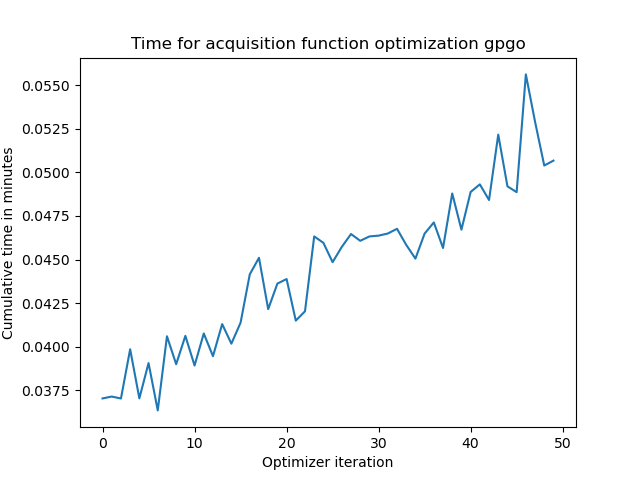 Time for acquisition function optimization gpgo
Cumulative time in minutes
0.0550
0.0525
0.0500
0.0475
0.0450
0.0425
0.0400
0.0375
0 10 20 30 40 50
Optimizer iteration